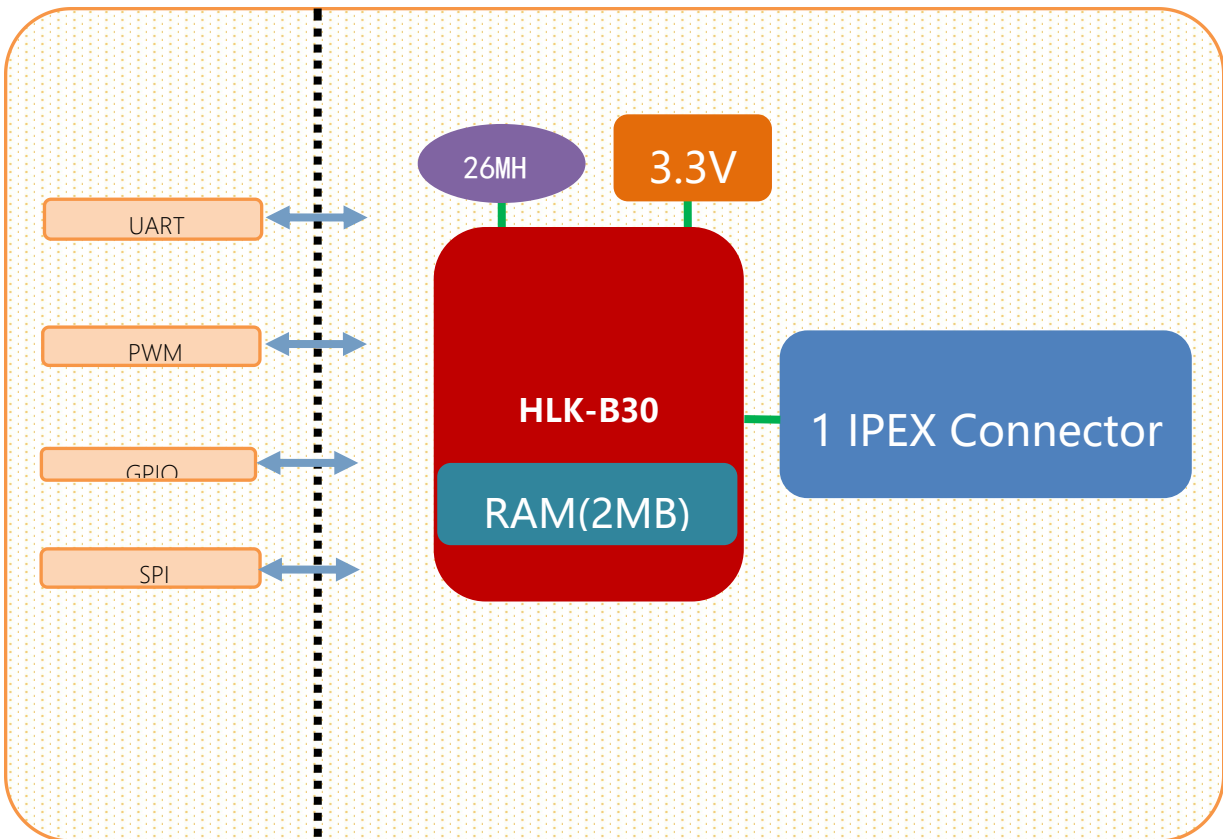 26MH
3.3V
UART
PWM
HLK-B30
1 IPEX Connector
GPIO
RAM(2MB)
SPI